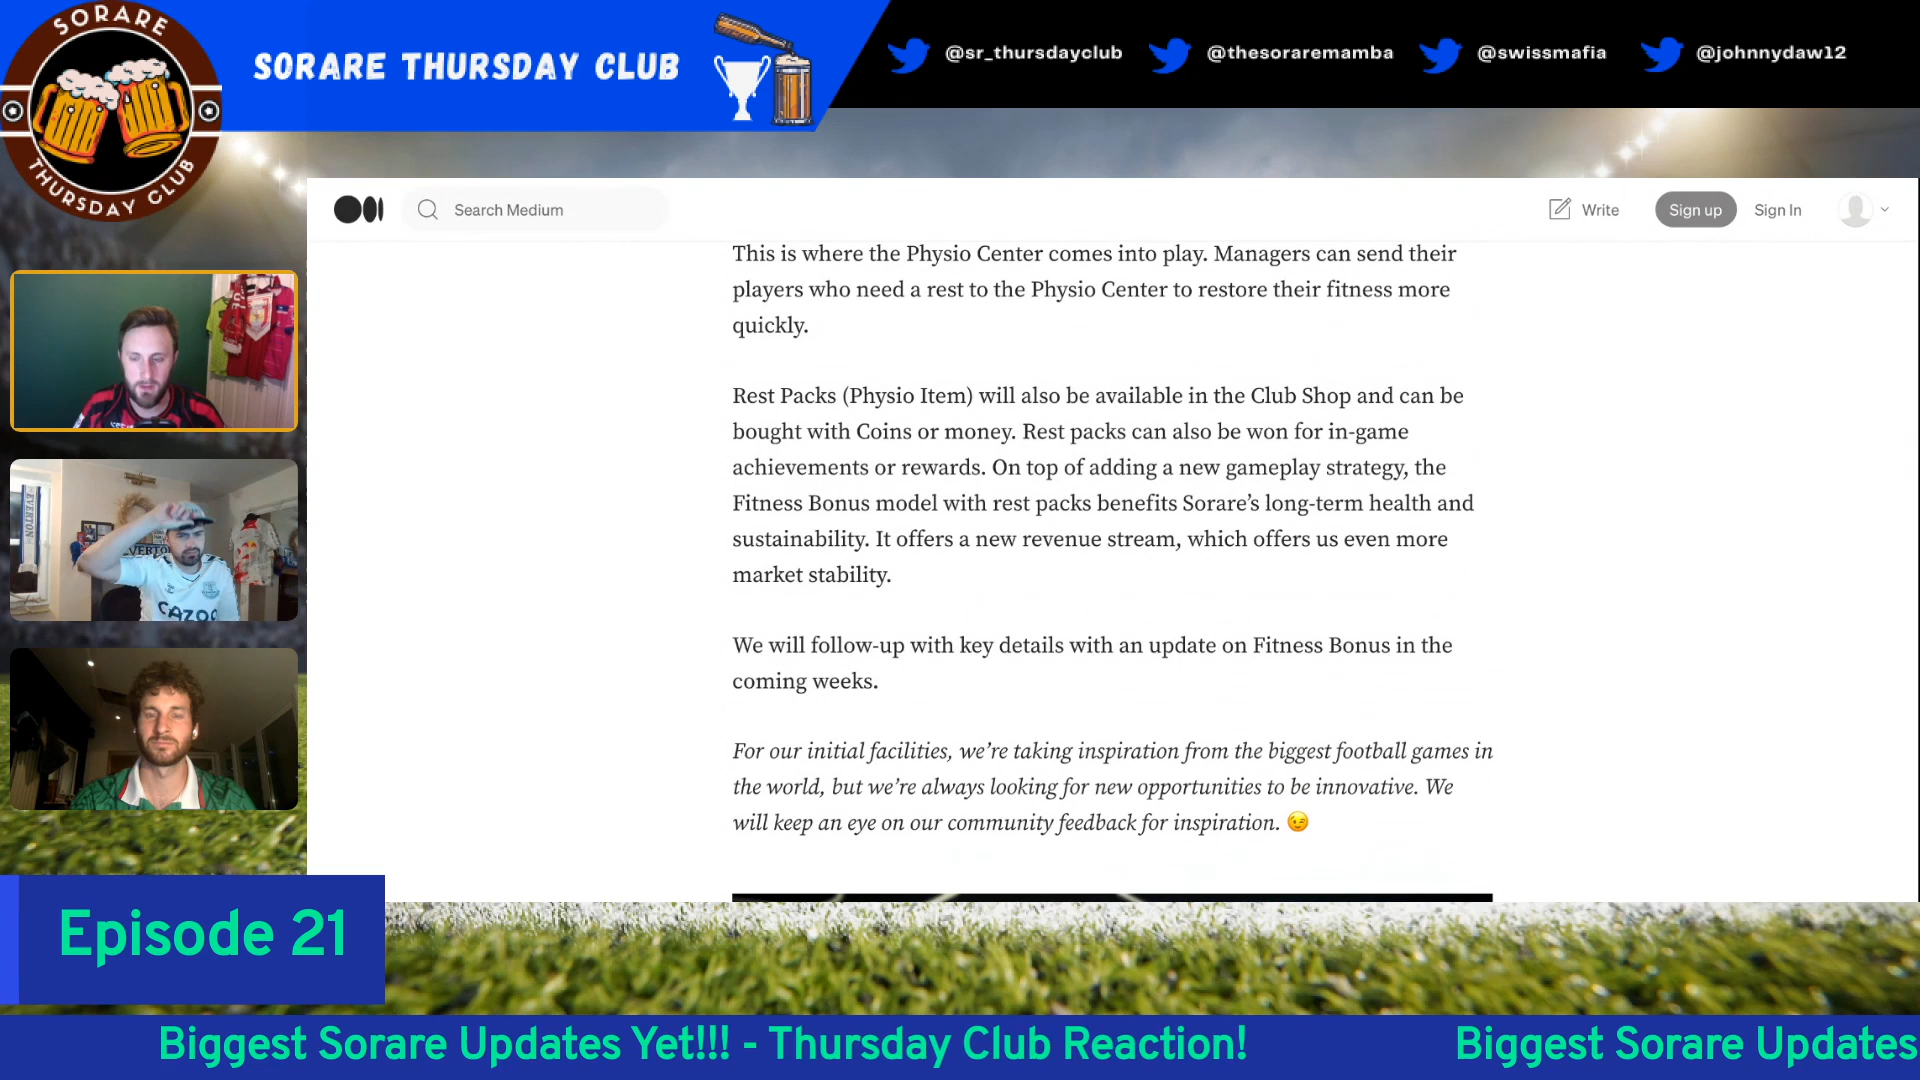 SORARE
THURSDAY CLUB
SORARE THURSDAY CLUB
@sr_thursdayclub
@thesoraremamba
@swissmafia
@johnnydaw12
Search Medium
Write
Sign up
Sign In
This is where the Physio Center comes into play. Managers can send their
players who need a rest to the Physio Center to restore their fitness more
quickly.
Rest Packs (Physio Item) will also be available in the Club Shop and can be
bought with Coins or money. Rest packs can also be won for in-game
achievements or rewards. On top of adding a new gameplay strategy, the
Fitness Bonus model with rest packs benefits Sorare’s long-term health and
sustainability. It offers a new revenue stream, which offers us even more
market stability.
We will follow-up with key details with an update on Fitness Bonus in the
coming weeks.
For our initial facilities, we’re taking inspiration from the biggest football games in
the world, but we’re always looking for new opportunities to be innovative. We
will keep an eye on our community feedback for inspiration. 😉
EVERTON
CAZOO
Episode 21
Biggest Sorare Updates Yet!!! - Thursday Club Reaction!
Biggest Sorare Updates